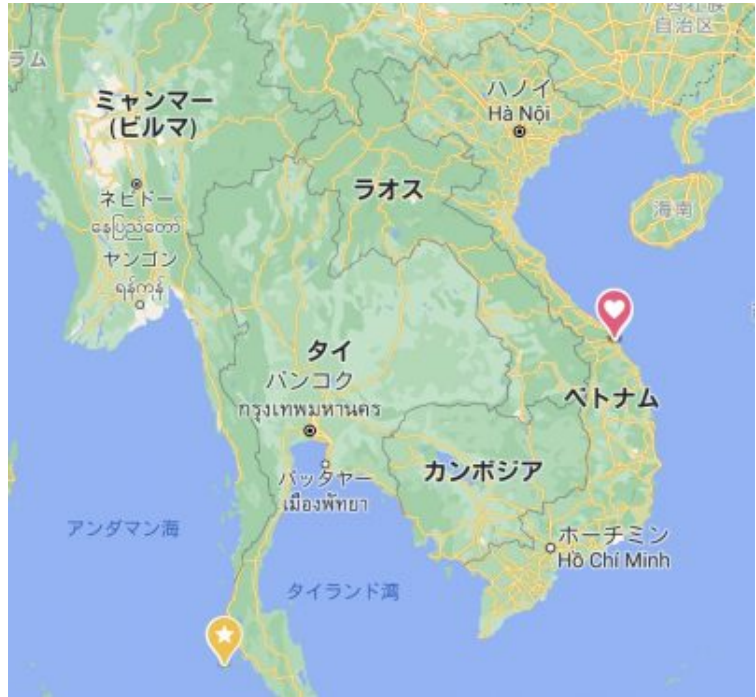 自治区
ラム
ミャンマー
(ビルマ)
ハノイ
Hà Nội
ラオス
ネピドー
နေပြည်တော်
海南
ヤンゴン
ရန်ကုန်
タイ
バンコク
กรุงเทพมหานคร
ベトナム
パッタヤー
เมืองพัทยา
カンボジア
アンダマン海
ホーチミン
Hồ Chí Minh
タイランド湾